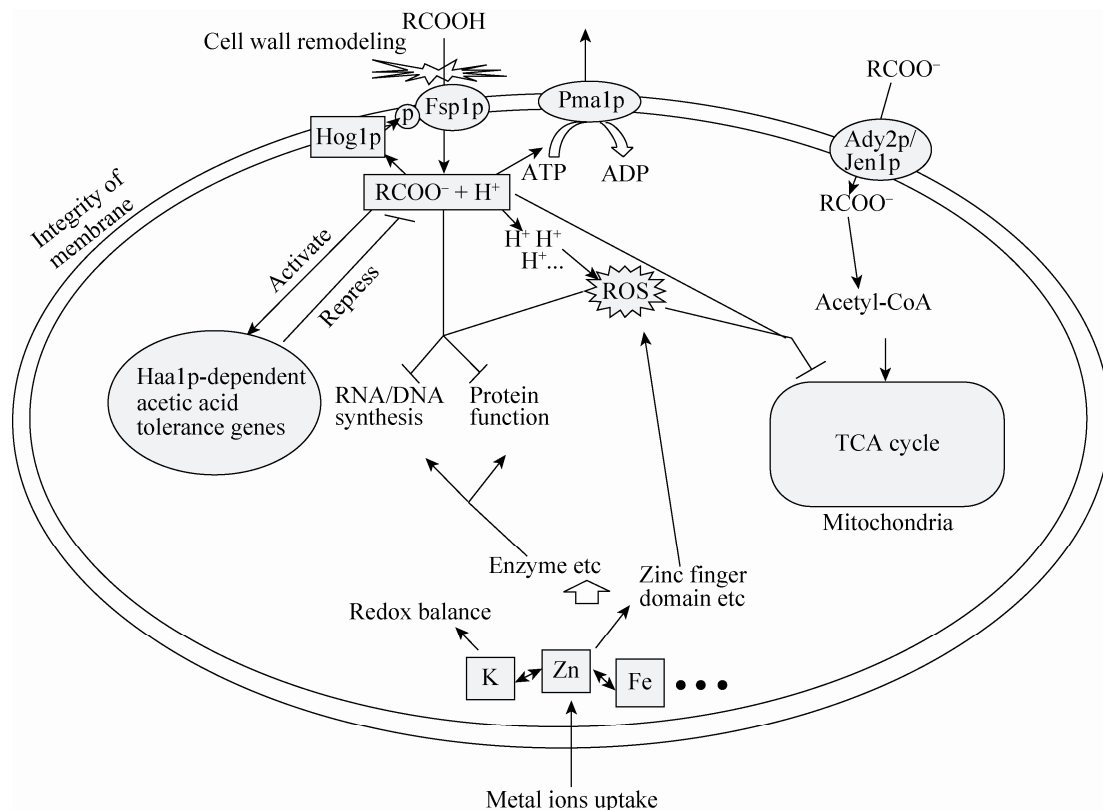 RCOOH
Cell wall remodeling
Fsp1p
p
Hog1p
Pma1p
ATP
ADP
RCOO⁻
Ady2p/
Jen1p
RCOO⁻
RCOO⁻ + H⁺
Integrity of
membrane
Activate
Repress
H⁺ H⁺
H⁺...
ROS
Acetyl-CoA
Haa1p-dependent
acetic acid
tolerance genes
RNA/DNA
synthesis
Protein
function
TCA cycle
Mitochondria
Enzyme etc
Zinc finger
domain etc
Redox balance
K
Zn
Fe
•••
Metal ions uptake